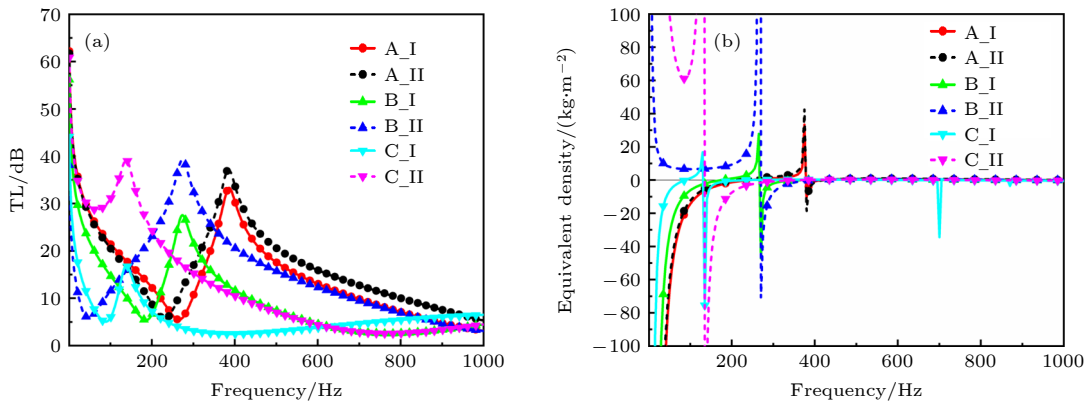 (a)
TL/dB
70
60
50
40
30
20
10
0
0
200
400
600
800
1000
Frequency/Hz
A_I
A_II
B_I
B_II
C_I
C_II
(b)
Equivalent density/(kg·m−2)
100
80
60
40
20
0
−20
−40
−60
−80
−100
200
400
600
800
1000
Frequency/Hz
A_I
A_II
B_I
B_II
C_I
C_II